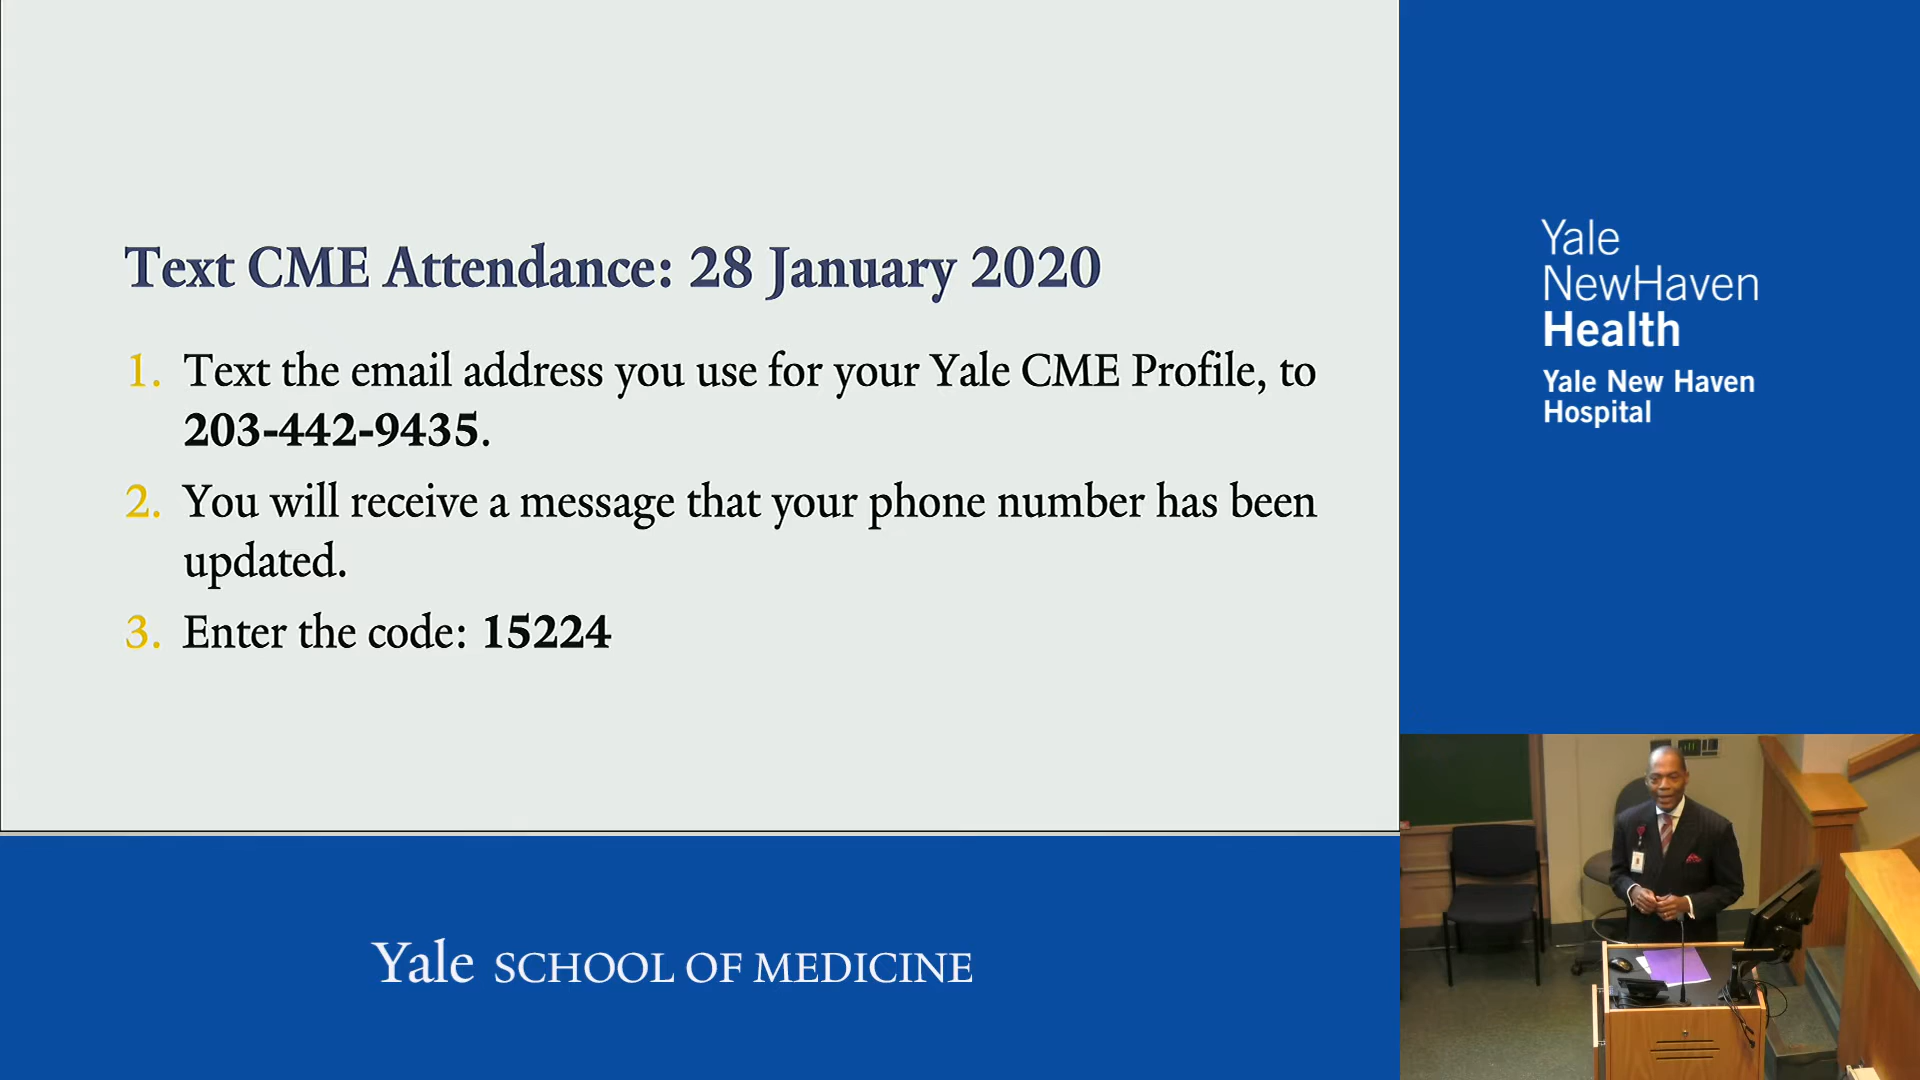 Text CME Attendance: 28 January 2020
1. Text the email address you use for your Yale CME Profile, to
203-442-9435.
2. You will receive a message that your phone number has been
updated.
3. Enter the code: 15224
Yale
NewHaven
Health
Yale New Haven
Hospital
Yale SCHOOL OF MEDICINE